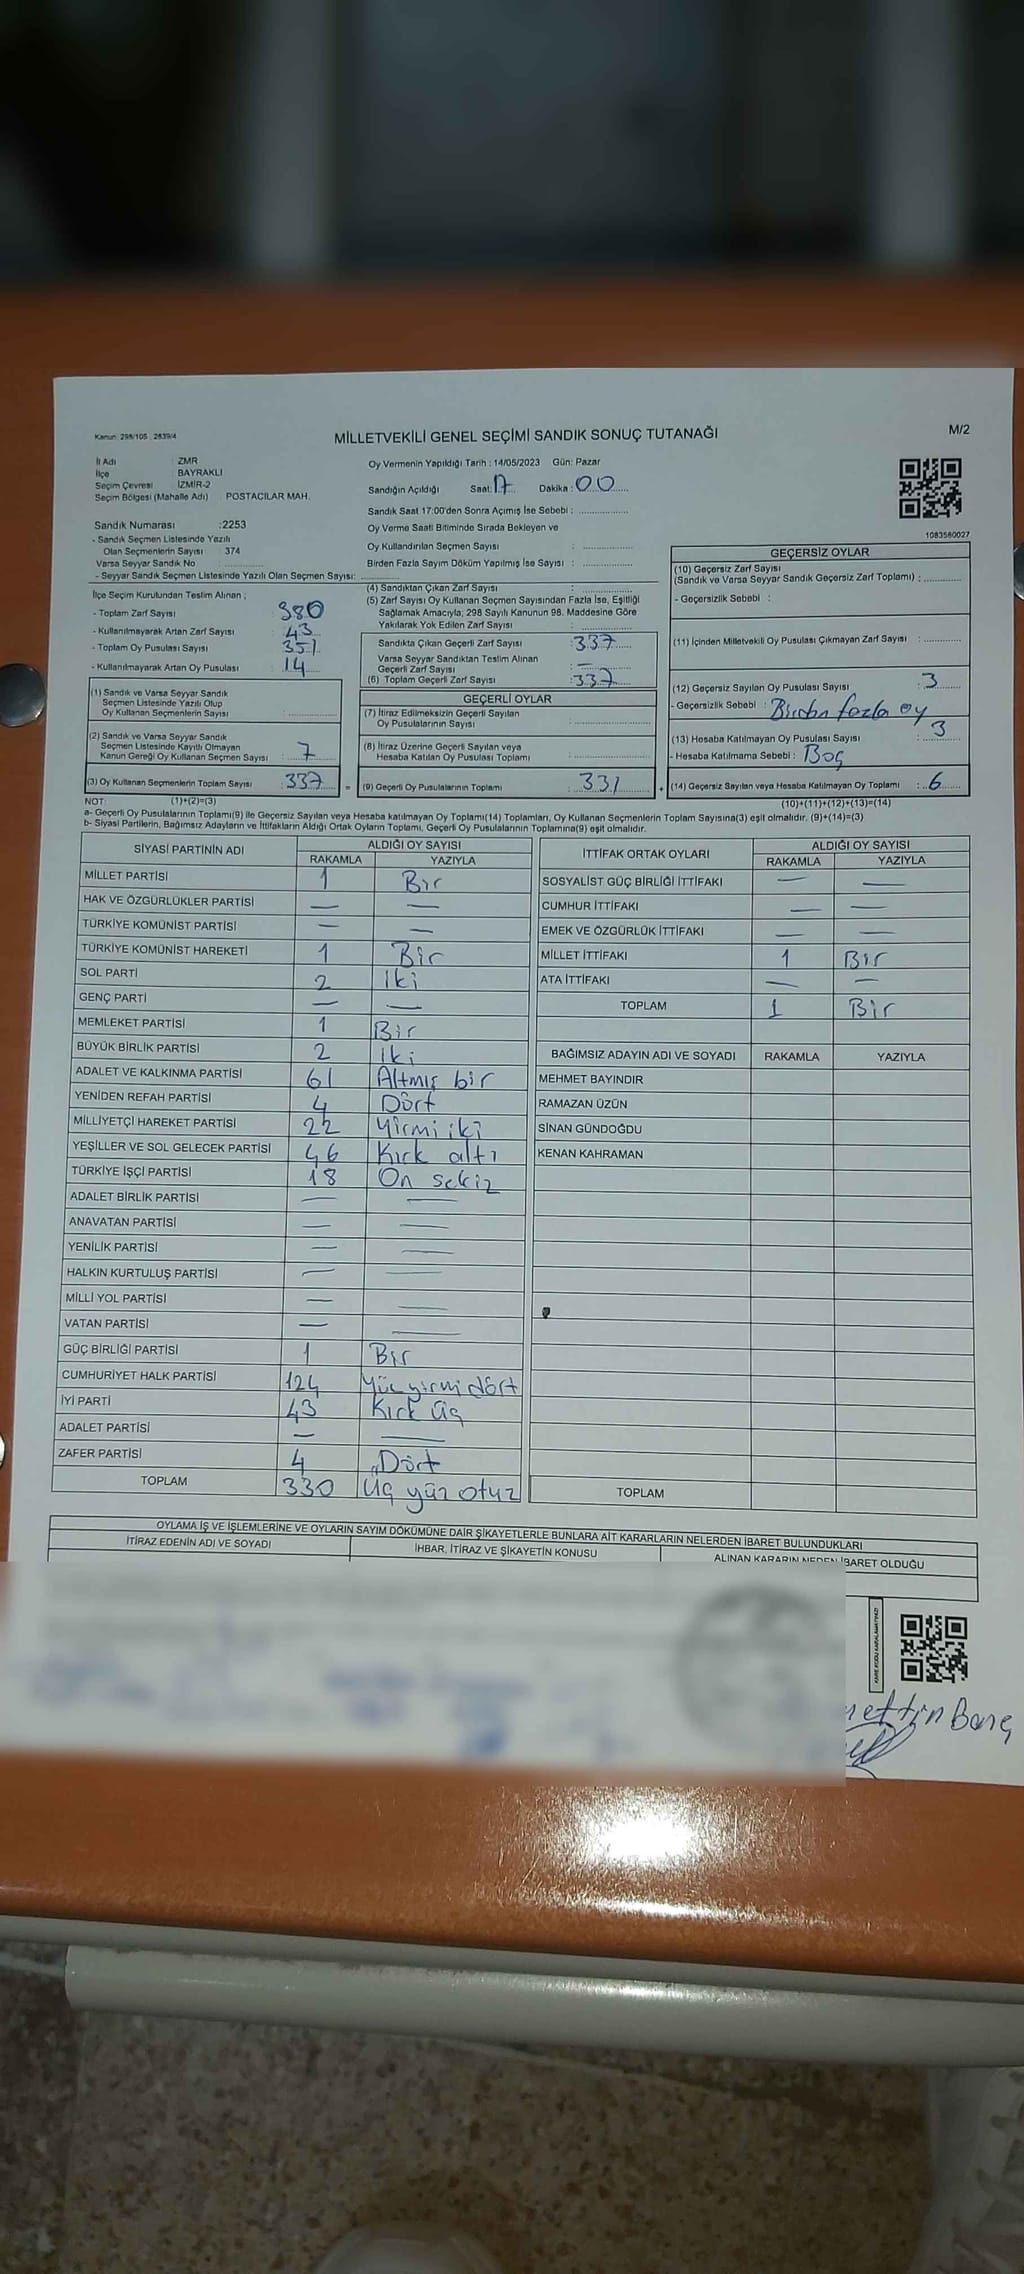 Kanun: 298/105 , 2839/4
MİLLETVEKİLİ GENEL SEÇİMİ SANDIK SONUÇ TUTANAĞI
M/2
İl Adı : ZMR
İlçe : BAYRAKLI
Seçim Çevresi : İZMİR-2
Seçim Bölgesi (Mahalle Adı) POSTACILAR MAH.
Oy Vermenin Yapıldığı Tarih : 14/05/2023 Gün: Pazar
Sandığın Açıldığı Saat: 17 Dakika : 00
Sandık Saat 17:00'den Sonra Açılmış İse Sebebi :
Oy Verme Saati Bitiminde Sırada Bekleyen ve
Oy Kullandırılan Seçmen Sayısı :
Birden Fazla Sayım Döküm Yapılmış İse Sayısı :
1083580027
Sandık Numarası :2253
- Sandık Seçmen Listesinde Yazılı
Olan Seçmenlerin Sayısı : 374
Varsa Seyyar Sandık No :
- Seyyar Sandık Seçmen Listesinde Yazılı Olan Seçmen Sayısı:
İlçe Seçim Kurulundan Teslim Alınan ;
- Toplam Zarf Sayısı : 380
- Kullanılmayarak Artan Zarf Sayısı : 43
- Toplam Oy Pusulası Sayısı : 351
- Kullanılmayarak Artan Oy Pusulası : 14
(1) Sandık ve Varsa Seyyar Sandık
Seçmen Listesinde Yazılı Olup
Oy Kullanan Seçmenlerin Sayısı :
(2) Sandık ve Varsa Seyyar Sandık
Seçmen Listesinde Kayıtlı Olmayan
Kanun Gereği Oy Kullanan Seçmen Sayısı : 7
(3) Oy Kullanan Seçmenlerin Toplam Sayısı : 337 =
(4) Sandıktan Çıkan Zarf Sayısı :
(5) Zarf Sayısı Oy Kullanan Seçmen Sayısından Fazla İse, Eşitliği
Sağlamak Amacıyla; 298 Sayılı Kanunun 98. Maddesine Göre
Yakılarak Yok Edilen Zarf Sayısı :
Sandıkta Çıkan Geçerli Zarf Sayısı : 337
Varsa Seyyar Sandıktan Teslim Alınan
Geçerli Zarf Sayısı : —
(6) Toplam Geçerli Zarf Sayısı : 337
GEÇERLİ OYLAR
(7) İtiraz Edilmeksizin Geçerli Sayılan
Oy Pusulalarının Sayısı :
(8) İtiraz Üzerine Geçerli Sayılan veya
Hesaba Katılan Oy Pusulası Toplamı :
(9) Geçerli Oy Pusulalarının Toplamı : 331 +
GEÇERSİZ OYLAR
(10) Geçersiz Zarf Sayısı
(Sandık ve Varsa Seyyar Sandık Geçersiz Zarf Toplamı) :
- Geçersizlik Sebebi :
(11) İçinden Milletvekili Oy Pusulası Çıkmayan Zarf Sayısı :
(12) Geçersiz Sayılan Oy Pusulası Sayısı : 3
- Geçersizlik Sebebi : Birden fazla oy
(13) Hesaba Katılmayan Oy Pusulası Sayısı : 3
- Hesaba Katılmama Sebebi : Boş
(14) Geçersiz Sayılan veya Hesaba Katılmayan Oy Toplamı : 6
NOT: (1)+(2)=(3)
(10)+(11)+(12)+(13)=(14)
a- Geçerli Oy Pusulalarının Toplamı(9) ile Geçersiz Sayılan veya Hesaba katılmayan Oy Toplamı(14) Toplamları, Oy Kullanan Seçmenlerin Toplam Sayısına(3) eşit olmalıdır. (9)+(14)=(3)
b- Siyasi Partilerin, Bağımsız Adayların ve İttifakların Aldığı Ortak Oyların Toplamı, Geçerli Oy Pusulalarının Toplamına(9) eşit olmalıdır.
SİYASİ PARTİNİN ADI ALDIĞI OY SAYISI
RAKAMLA YAZIYLA
MİLLET PARTİSİ 1 Bir
HAK VE ÖZGÜRLÜKLER PARTİSİ — —
TÜRKİYE KOMÜNİST PARTİSİ — —
TÜRKİYE KOMÜNİST HAREKETİ 1 Bir
SOL PARTİ 2 İki
GENÇ PARTİ — —
MEMLEKET PARTİSİ 1 Bir
BÜYÜK BİRLİK PARTİSİ 2 İki
ADALET VE KALKINMA PARTİSİ 61 Altmış bir
YENİDEN REFAH PARTİSİ 4 Dört
MİLLİYETÇİ HAREKET PARTİSİ 22 Yirmi iki
YEŞİLLER VE SOL GELECEK PARTİSİ 46 Kırk altı
TÜRKİYE İŞÇİ PARTİSİ 18 On sekiz
ADALET BİRLİK PARTİSİ — —
ANAVATAN PARTİSİ — —
YENİLİK PARTİSİ — —
HALKIN KURTULUŞ PARTİSİ — —
MİLLİ YOL PARTİSİ — —
VATAN PARTİSİ — —
GÜÇ BİRLİĞİ PARTİSİ 1 Bir
CUMHURİYET HALK PARTİSİ 124 Yüz yirmi dört
İYİ PARTİ 43 Kırk üç
ADALET PARTİSİ — —
ZAFER PARTİSİ 4 Dört
TOPLAM 330 Üç yüz otuz
İTTİFAK ORTAK OYLARI ALDIĞI OY SAYISI
RAKAMLA YAZIYLA
SOSYALİST GÜÇ BİRLİĞİ İTTİFAKI — —
CUMHUR İTTİFAKI — —
EMEK VE ÖZGÜRLÜK İTTİFAKI — —
MİLLET İTTİFAKI 1 Bir
ATA İTTİFAKI — —
TOPLAM 1 Bir
BAĞIMSIZ ADAYIN ADI VE SOYADI RAKAMLA YAZIYLA
MEHMET BAYINDIR
RAMAZAN ÜZÜN
SİNAN GÜNDOĞDU
KENAN KAHRAMAN
TOPLAM
OYLAMA İŞ VE İŞLEMLERİNE VE OYLARIN SAYIM DÖKÜMÜNE DAİR ŞİKAYETLERLE BUNLARA AİT KARARLARIN NELERDEN İBARET BULUNDUKLARI
İTİRAZ EDENİN ADI VE SOYADI İHBAR, İTİRAZ VE ŞİKAYETİN KONUSU ALINAN KARARIN NEDEN İBARET OLDUĞU
KARE KODU KARALAMAYINIZ!